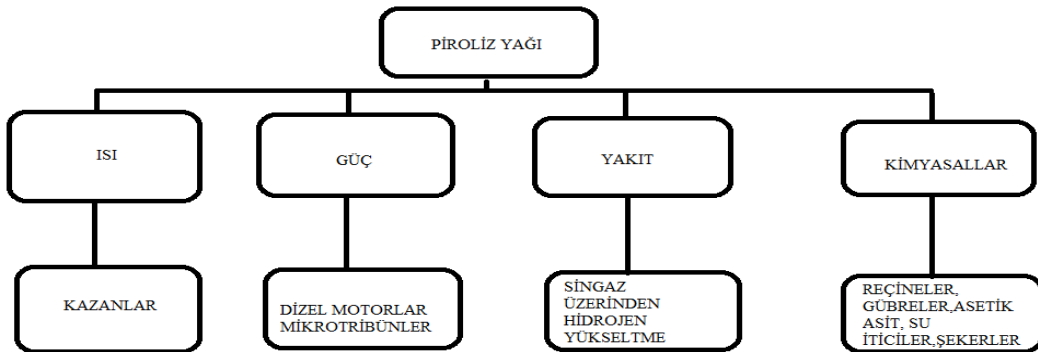 PİROLİZ YAĞI
ISI
GÜÇ
YAKIT
KİMYASALLAR
KAZANLAR
DİZEL MOTORLAR
MİKROTRİBÜNLER
SİNGAZ
ÜZERİNDEN
HİDROJEN
YÜKSELTME
REÇİNELER,
GÜBRELER,ASETİK
ASİT, SU
İTİCİLER,ŞEKERLER